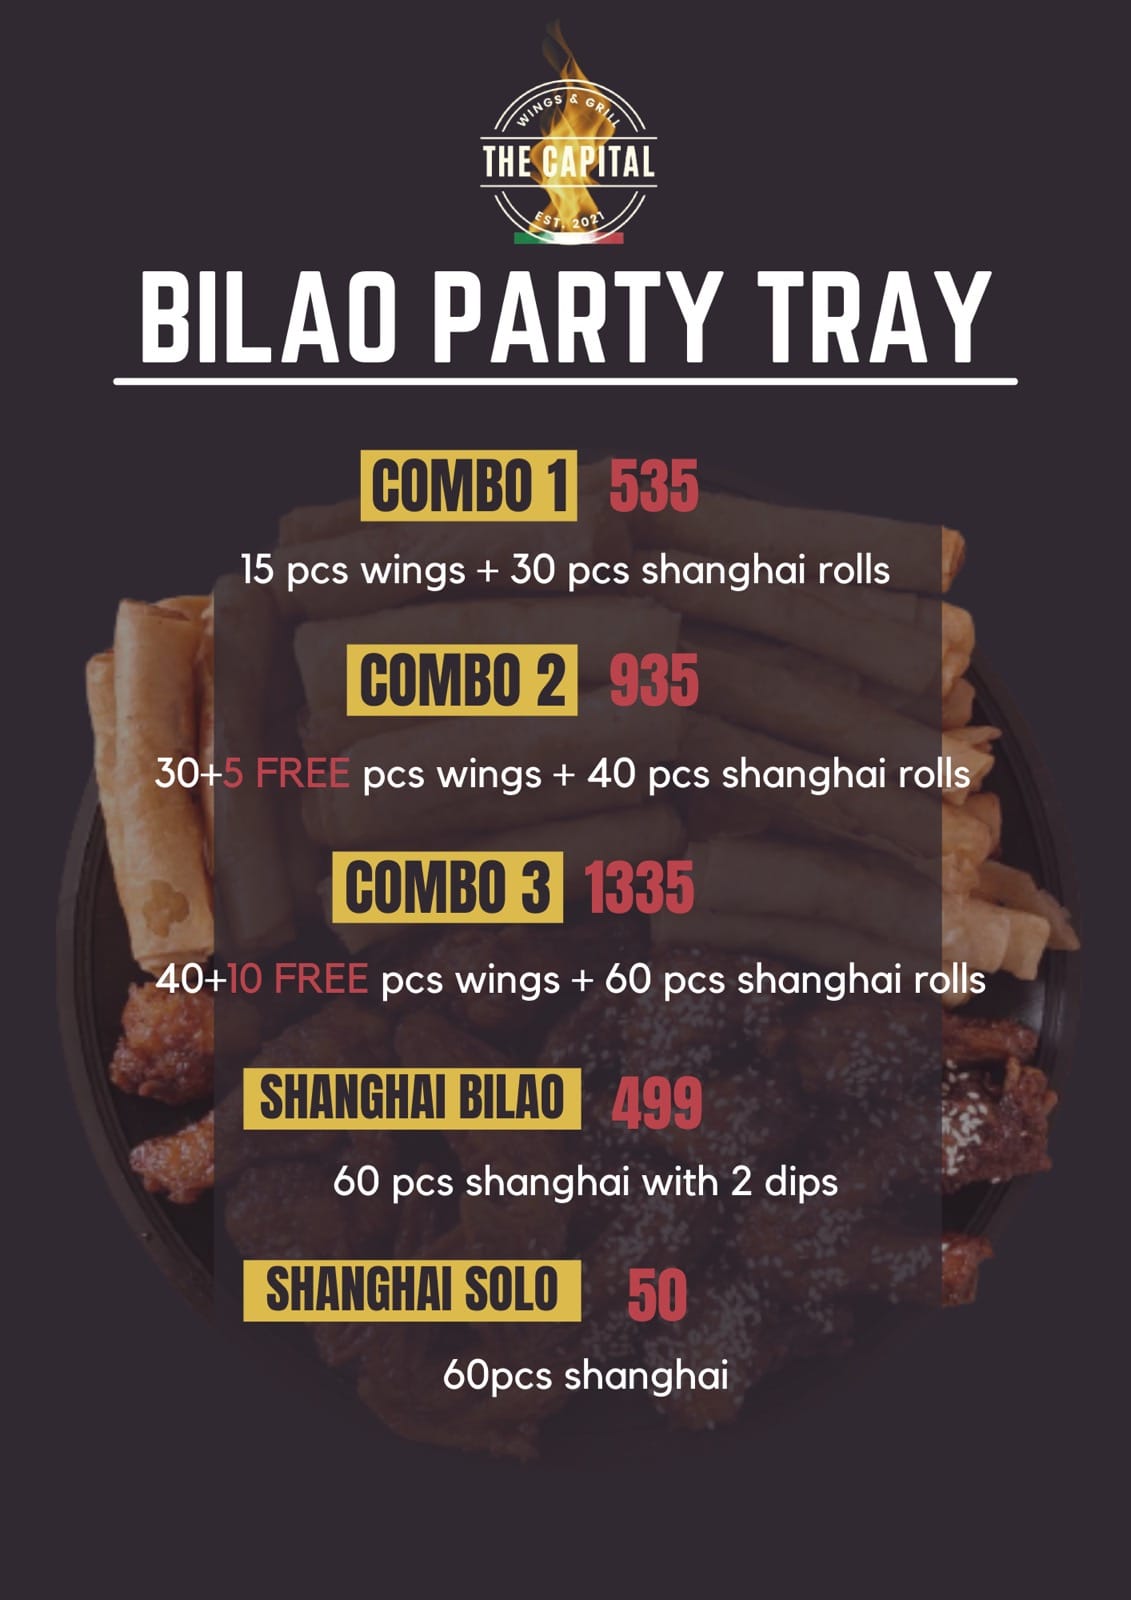 WINGS & GRILL
THE CAPITAL
EST. 2021
BILAO PARTY TRAY
COMBO 1 535
15 pcs wings + 30 pcs shanghai rolls
COMBO 2 935
30+5 FREE pcs wings + 40 pcs shanghai rolls
COMBO 3 1335
40+10 FREE pcs wings + 60 pcs shanghai rolls
SHANGHAI BILAO 499
60 pcs shanghai with 2 dips
SHANGHAI SOLO 50
60pcs shanghai